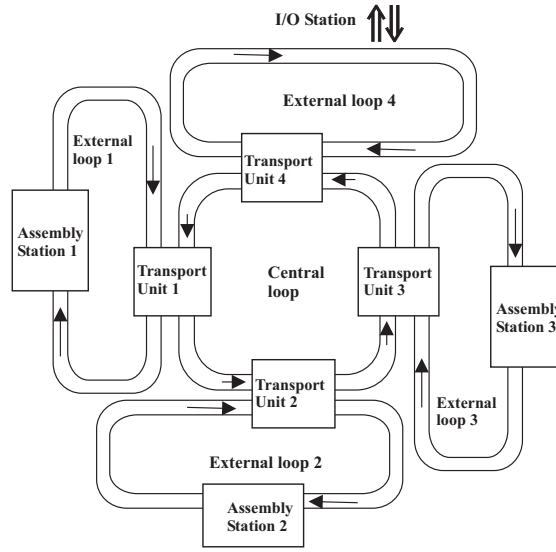 I/O Station
External loop 4
External
loop 1
Transport
Unit 4
Assembly
Station 1
Transport
Unit 1
Central
loop
Transport
Unit 3
Assembly
Station 3
Transport
Unit 2
External
loop 3
External loop 2
Assembly
Station 2